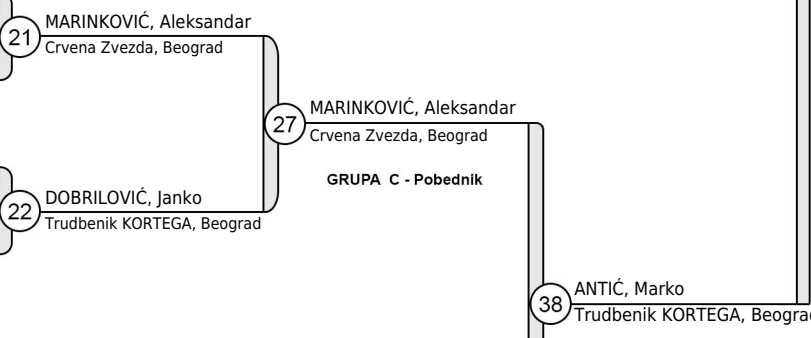 21
MARINKOVIĆ, Aleksandar
Crvena Zvezda, Beograd
27
MARINKOVIĆ, Aleksandar
Crvena Zvezda, Beograd
GRUPA C - Pobednik
22
DOBRILOVIĆ, Janko
Trudbenik KORTEGA, Beograd
38
ANTIĆ, Marko
Trudbenik KORTEGA,